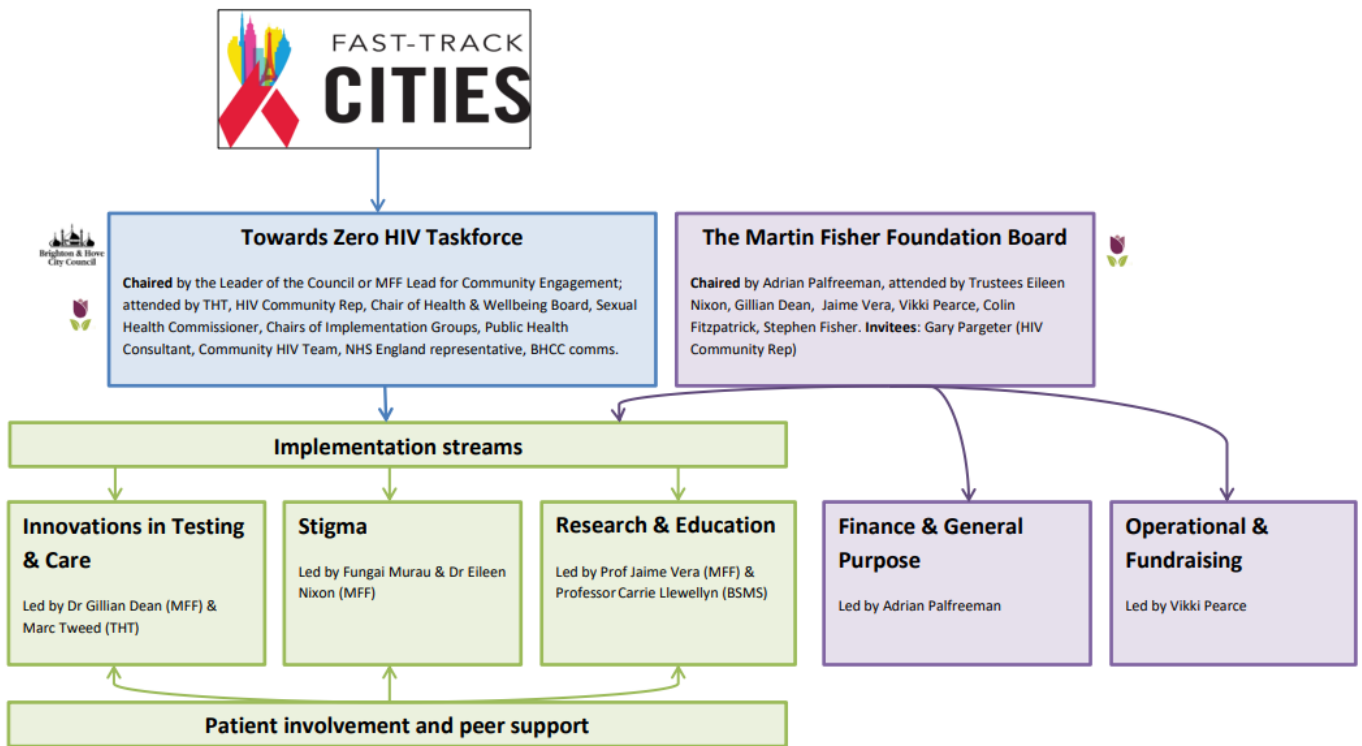 FAST-TRACK
CITIES
Brighton & Hove
City Council
Towards Zero HIV Taskforce
Chaired by the Leader of the Council or MFF Lead for Community Engagement;
attended by THT, HIV Community Rep, Chair of Health & Wellbeing Board, Sexual
Health Commissioner, Chairs of Implementation Groups, Public Health
Consultant, Community HIV Team, NHS England representative, BHCC comms.
The Martin Fisher Foundation Board
Chaired by Adrian Palfreeman, attended by Trustees Eileen
Nixon, Gillian Dean, Jaime Vera, Vikki Pearce, Colin
Fitzpatrick, Stephen Fisher. Invitees: Gary Pargeter (HIV
Community Rep)
Implementation streams
Innovations in Testing
& Care
Led by Dr Gillian Dean (MFF) &
Marc Tweed (THT)
Stigma
Led by Fungai Murau & Dr Eileen
Nixon (MFF)
Research & Education
Led by Prof Jaime Vera (MFF) &
Professor Carrie Llewellyn (BSMS)
Finance & General
Purpose
Led by Adrian Palfreeman
Operational &
Fundraising
Led by Vikki Pearce
Patient involvement and peer support